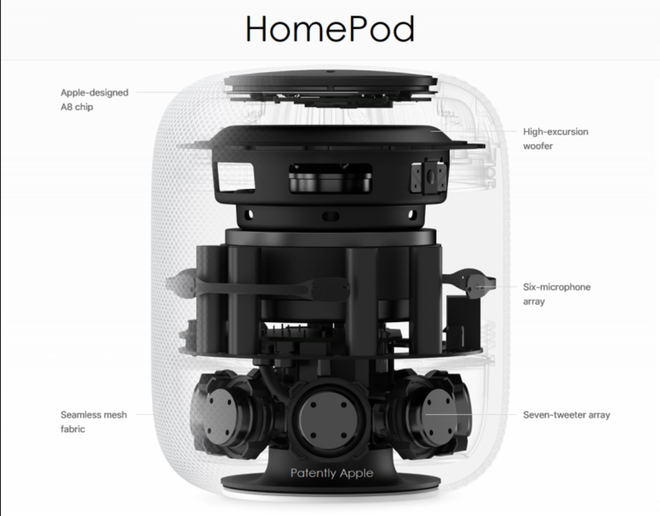 HomePod
Apple-designed
A8 chip
High-excursion
woofer
Six-microphone
array
Seamless mesh
fabric
Seven-tweeter array
Patently Apple